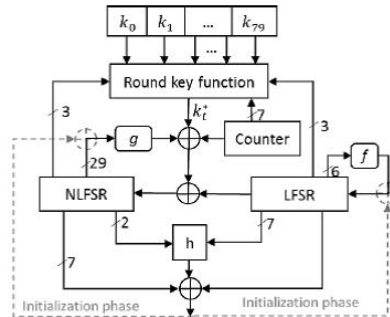 k₀ k₁ ... k₇₉
...
Round key function
3
k*ₜ
7
3
g
Counter
f
29
6
NLFSR
LFSR
2
7
h
7
Initialization phase
Initialization phase